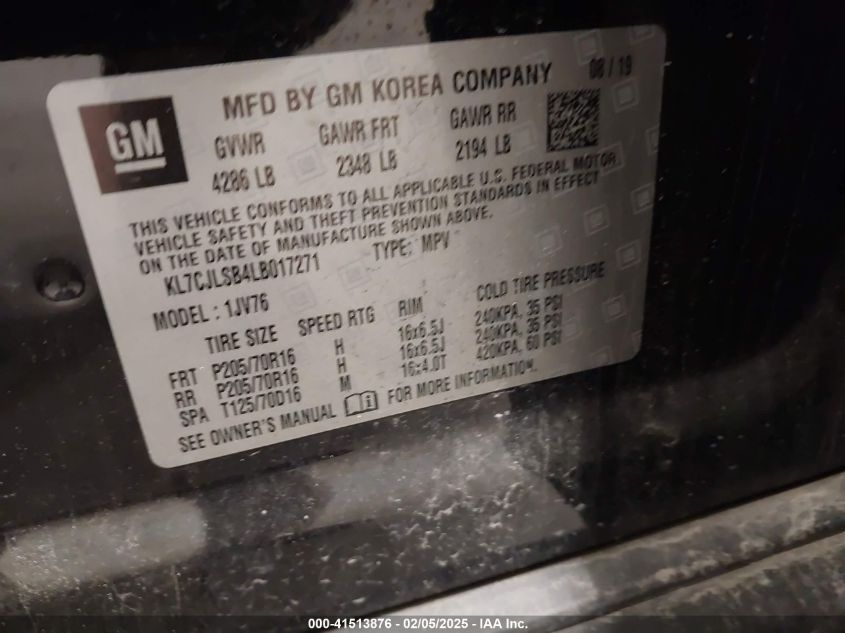 GM
MFD BY GM KOREA COMPANY 08 / 19
GVWR GAWR FRT GAWR RR
4286 LB 2348 LB 2194 LB
THIS VEHICLE CONFORMS TO ALL APPLICABLE U.S. FEDERAL MOTOR
VEHICLE SAFETY AND THEFT PREVENTION STANDARDS IN EFFECT
ON THE DATE OF MANUFACTURE SHOWN ABOVE.
KL7CJLSB4LB017271 TYPE: MPV
MODEL : 1JV76
TIRE SIZE SPEED RTG RIM COLD TIRE PRESSURE
FRT P205/70R16 H 16x6.5J 240KPA, 35 PSI
RR P205/70R16 H 16x6.5J 240KPA, 35 PSI
SPA T125/70D16 M 16x4.0T 420KPA, 60 PSI
SEE OWNER'S MANUAL FOR MORE INFORMATION.
000-41513876 - 02/05/2025 - IAA Inc.